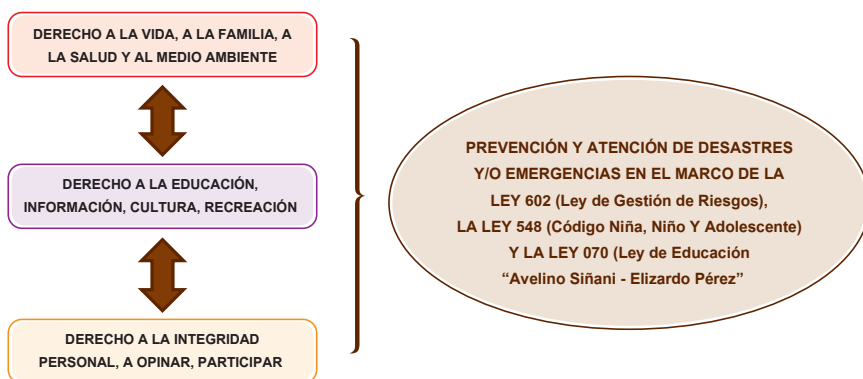 DERECHO A LA VIDA, A LA FAMILIA, A
LA SALUD Y AL MEDIO AMBIENTE
DERECHO A LA EDUCACIÓN,
INFORMACIÓN, CULTURA, RECREACIÓN
DERECHO A LA INTEGRIDAD
PERSONAL, A OPINAR, PARTICIPAR
PREVENCIÓN Y ATENCIÓN DE DESASTRES
Y/O EMERGENCIAS EN EL MARCO DE LA
LEY 602 (Ley de Gestión de Riesgos),
LA LEY 548 (Código Niña, Niño Y Adolescente)
Y LA LEY 070 (Ley de Educación
“Avelino Siñani - Elizardo Pérez”